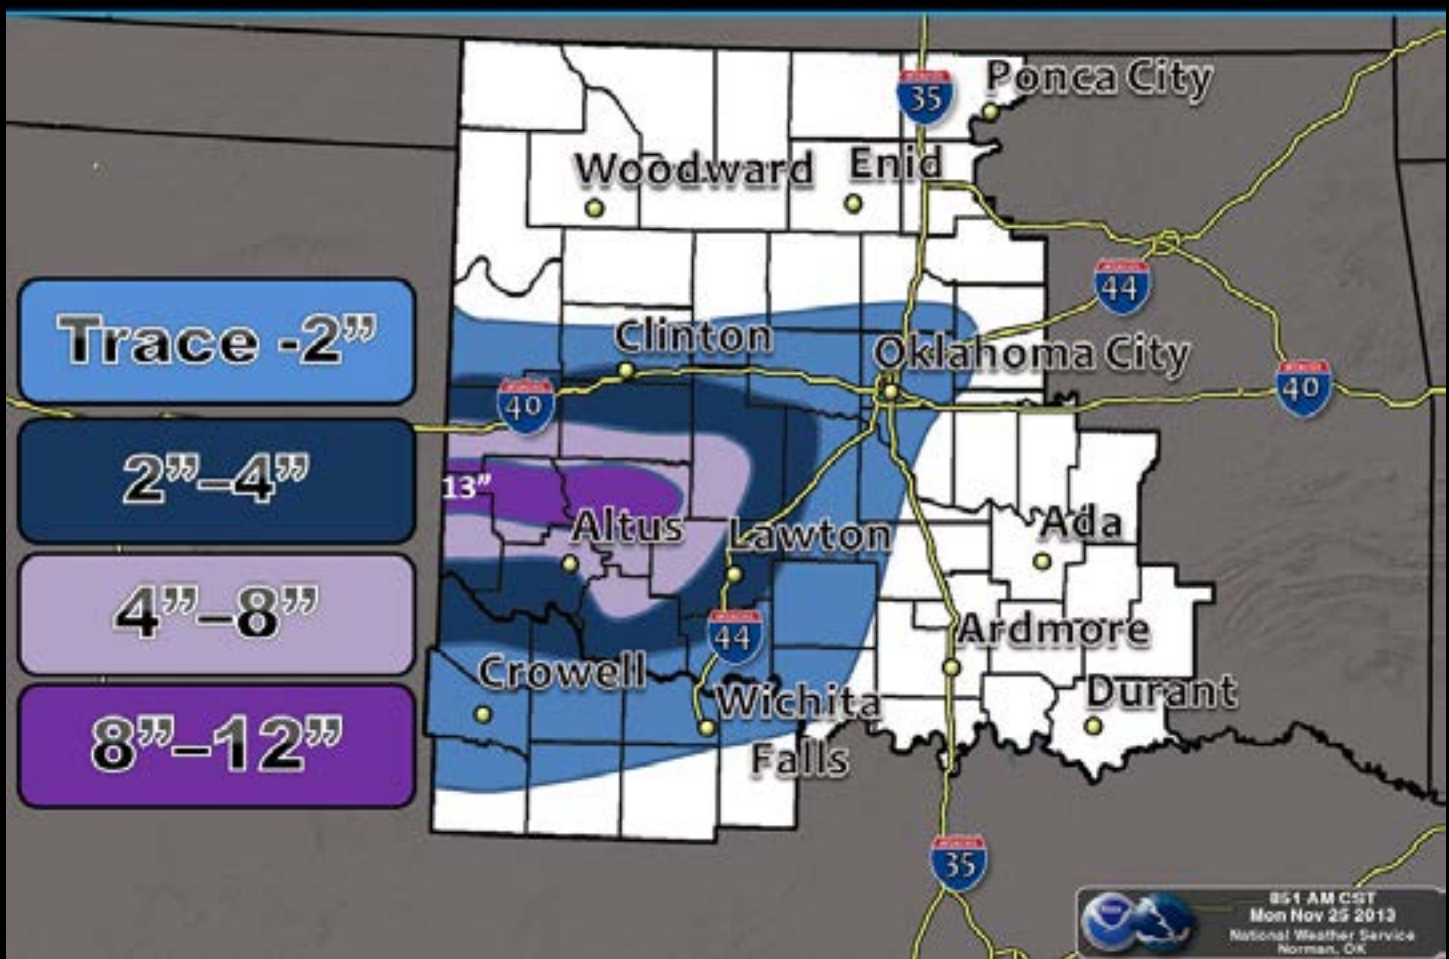 35
Ponca City
Woodward
Enid
44
Trace -2”
Clinton
Oklahoma City
40
40
2”–4”
13”
Altus
Lawton
Ada
4”–8”
44
Ardmore
Crowell
Wichita
Falls
Durant
8”–12”
35
851 AM CST
Mon Nov 25 2013
National Weather Service
Norman, OK